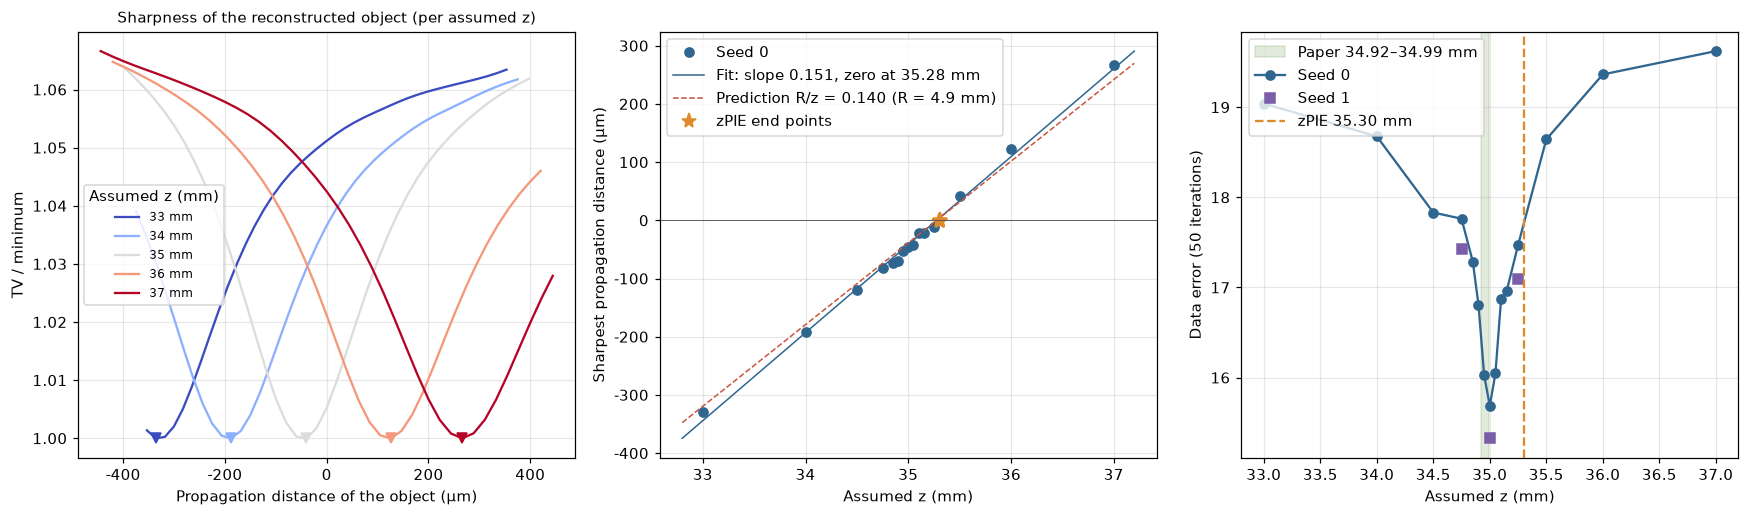 Sharpness of the reconstructed object (per assumed z)
TV / minimum
1.06
1.05
1.04
1.03
1.02
1.01
1.00
Assumed z (mm)
33 mm
34 mm
35 mm
36 mm
37 mm
-400
-200
0
200
400
Propagation distance of the object (μm)
Sharpest propagation distance (μm)
300
200
100
0
-100
-200
-300
-400
Seed 0
Fit: slope 0.151, zero at 35.28 mm
Prediction R/z = 0.140 (R = 4.9 mm)
zPIE end points
33
34
35
36
37
Assumed z (mm)
Data error (50 iterations)
19
18
17
16
Paper 34.92–34.99 mm
Seed 0
Seed 1
zPIE 35.30 mm
33.0
33.5
34.0
34.5
35.0
35.5
36.0
36.5
37.0
Assumed z (mm)